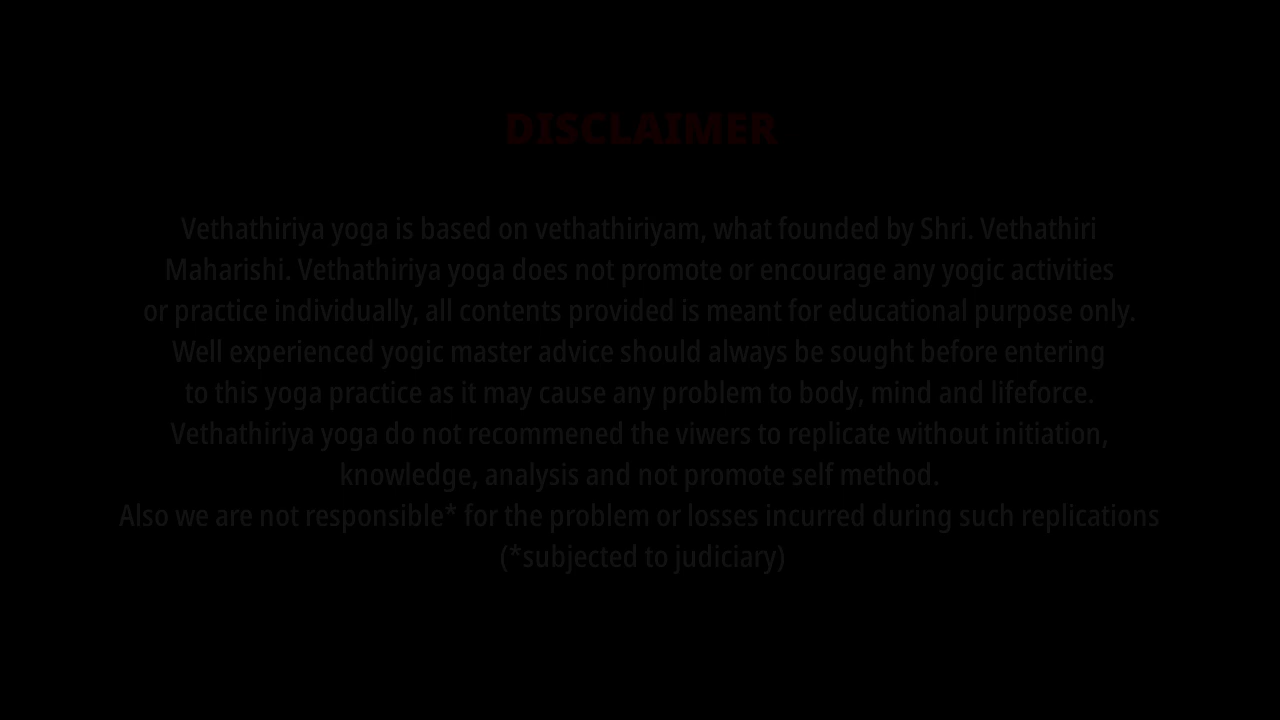 DISCLAIMER
Vethathiriya yoga is based on vethathiriyam, what founded by Shri. Vethathiri
Maharishi. Vethathiriya yoga does not promote or encourage any yogic activities
or practice individually, all contents provided is meant for educational purpose only.
Well experienced yogic master advice should always be sought before entering
to this yoga practice as it may cause any problem to body, mind and lifeforce.
Vethathiriya yoga do not recommened the viwers to replicate without initiation,
knowledge, analysis and not promote self method.
Also we are not responsible* for the problem or losses incurred during such replications
(*subjected to judiciary)